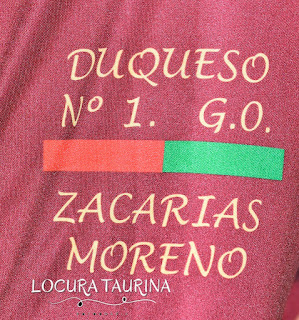 DUQUESO
Nº 1. G.O.
ZACARIAS
MORENO
LOCURA TAURINA